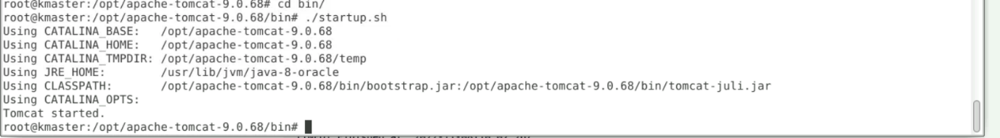 root@kmaster:/opt/apache-tomcat-9.0.68# cd bin/
root@kmaster:/opt/apache-tomcat-9.0.68/bin# ./startup.sh
Using CATALINA_BASE:   /opt/apache-tomcat-9.0.68
Using CATALINA_HOME:   /opt/apache-tomcat-9.0.68
Using CATALINA_TMPDIR: /opt/apache-tomcat-9.0.68/temp
Using JRE_HOME:        /usr/lib/jvm/java-8-oracle
Using CLASSPATH:       /opt/apache-tomcat-9.0.68/bin/bootstrap.jar:/opt/apache-tomcat-9.0.68/bin/tomcat-juli.jar
Using CATALINA_OPTS:
Tomcat started.
root@kmaster:/opt/apache-tomcat-9.0.68/bin#